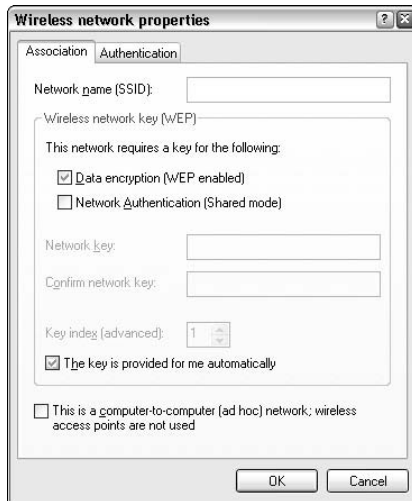 Wireless network properties
Association
Authentication
Network name (SSID):
Wireless network key (WEP)
This network requires a key for the following:
Data encryption (WEP enabled)
Network Authentication (Shared mode)
Network key:
Confirm network key:
Key index (advanced):
1
The key is provided for me automatically
This is a computer-to-computer (ad hoc) network; wireless
access points are not used
OK
Cancel